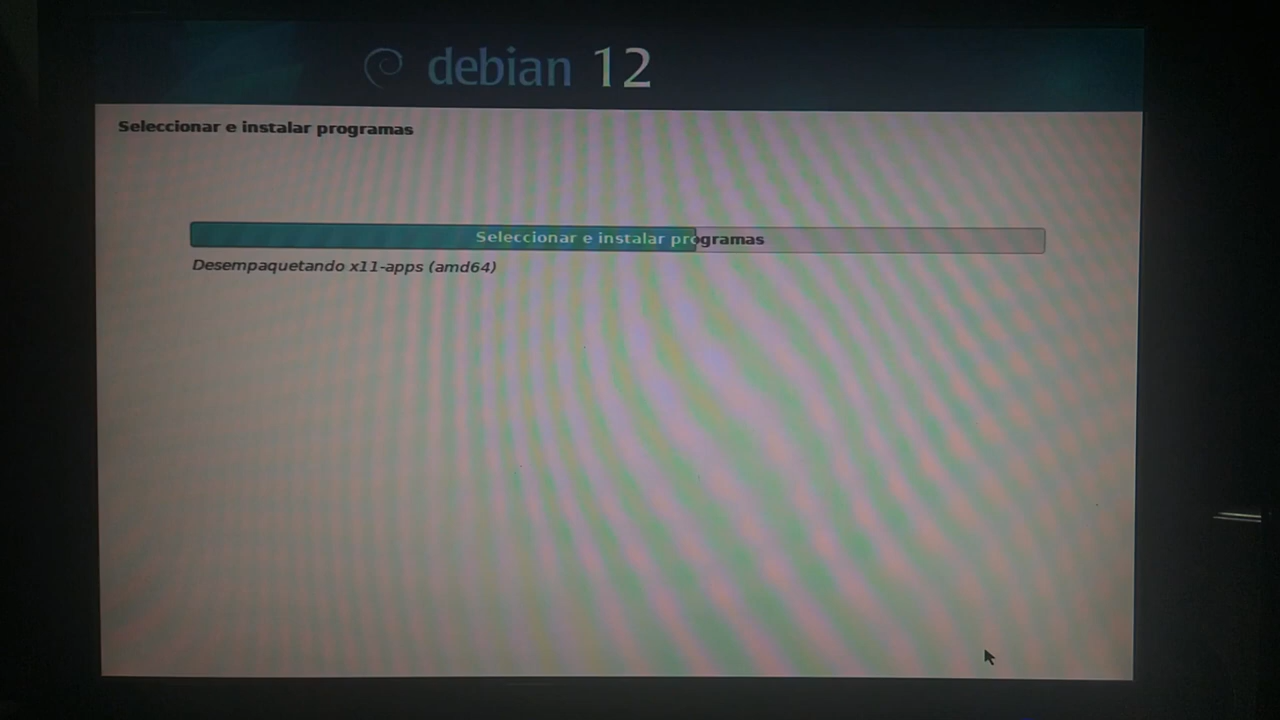 debian 12
Seleccionar e instalar programas
Seleccionar e instalar programas
Desempaquetando x11-apps (amd64)